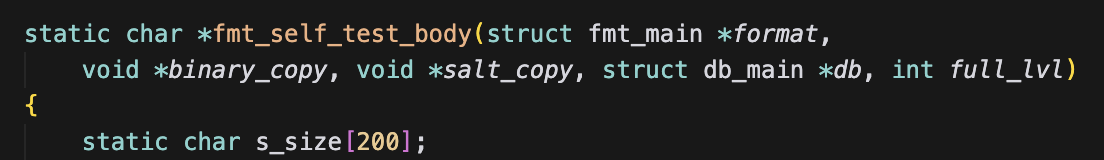 static char *fmt_self_test_body(struct fmt_main *format,
void *binary_copy, void *salt_copy, struct db_main *db, int full_lvl)
{
static char s_size[200];